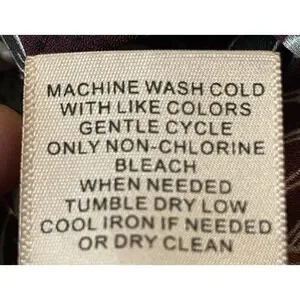 MACHINE WASH COLD
WITH LIKE COLORS
GENTLE CYCLE
ONLY NON-CHLORINE
BLEACH
WHEN NEEDED
TUMBLE DRY LOW
COOL IRON IF NEEDED
OR DRY CLEAN